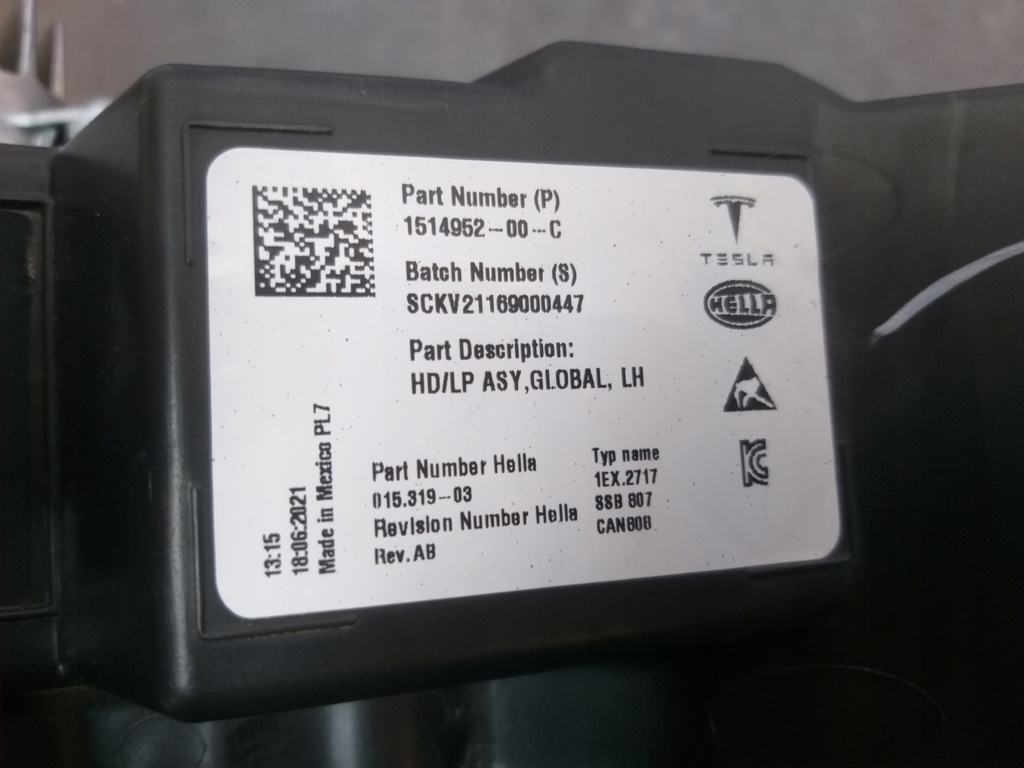 Part Number (P)
1514952-00-C
Batch Number (S)
SCKV21169000447
Part Description:
HD/LP ASY,GLOBAL, LH
TESLA
HELLA
KC
Part Number Hella
015.319-03
Revision Number Hella
Rev. AB
Typ name
1EX.2717
SSB 807
CAN808
13:15
18:06:2021
Made in Mexico PL7